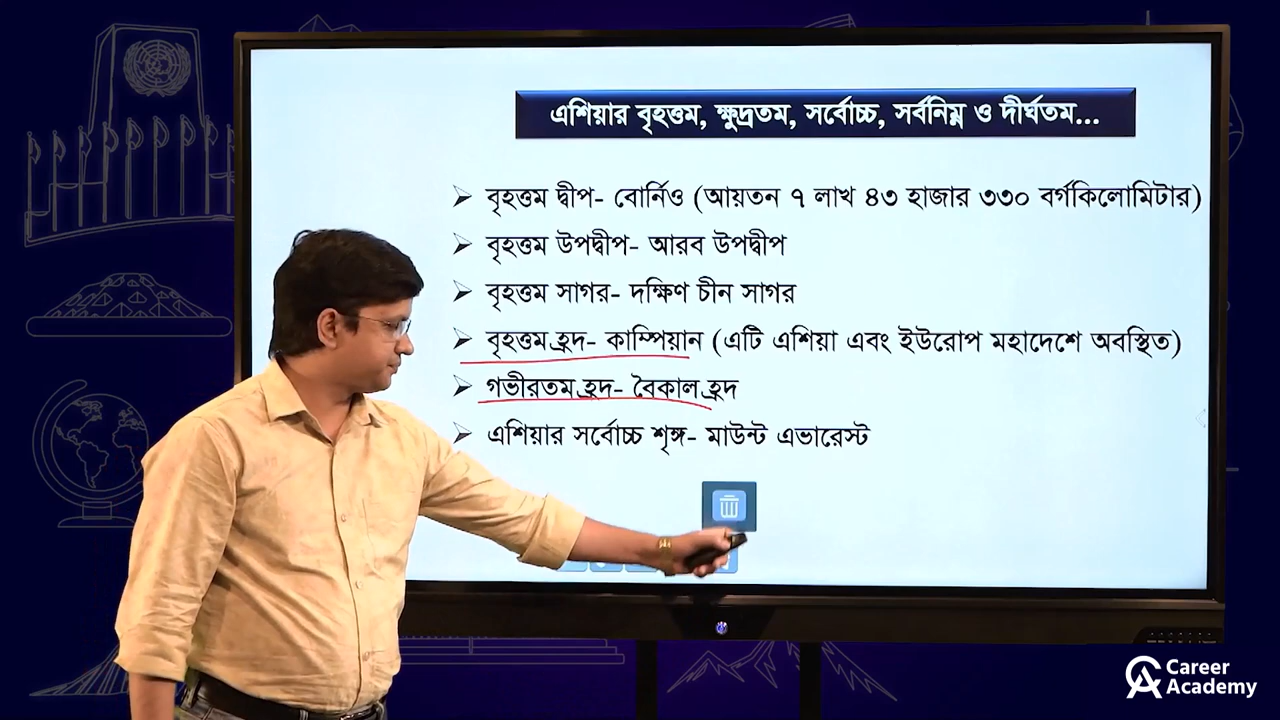 এশিয়ার বৃহত্তম, ক্ষুদ্রতম, সর্বোচ্চ, সর্বনিম্ন ও দীর্ঘতম...
➢ বৃহত্তম দ্বীপ- বোর্নিও (আয়তন ৭ লাখ ৪৩ হাজার ৩৩০ বর্গকিলোমিটার)
➢ বৃহত্তম উপদ্বীপ- আরব উপদ্বীপ
➢ বৃহত্তম সাগর- দক্ষিণ চীন সাগর
➢ বৃহত্তম হ্রদ- কাস্পিয়ান (এটি এশিয়া এবং ইউরোপ মহাদেশে অবস্থিত)
➢ গভীরতম হ্রদ- বৈকাল হ্রদ
➢ এশিয়ার সর্বোচ্চ শৃঙ্গ- মাউন্ট এভারেস্ট
Career
Academy